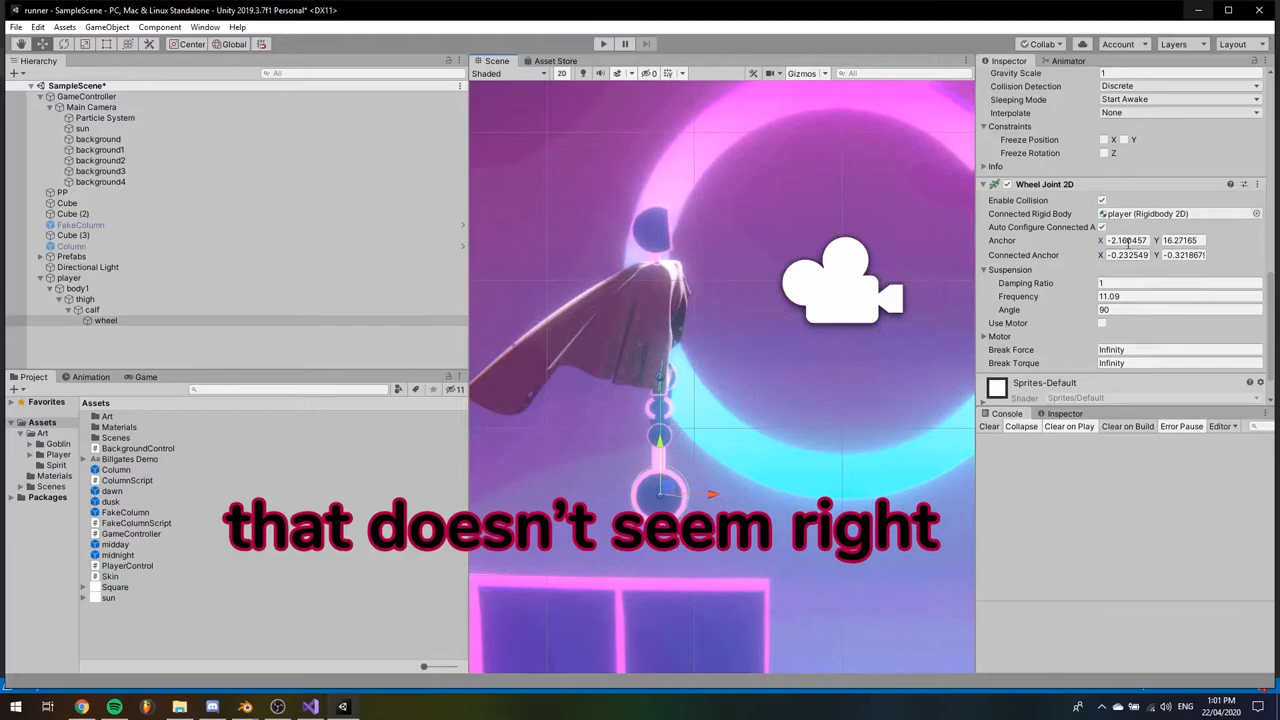 runner - SampleScene - PC, Mac & Linux Standalone - Unity 2019.3.7f1 Personal* <DX11>
File Edit Assets GameObject Component Window Help
Center Global Collab Account Layers Layout
Hierarchy
All
SampleScene*
GameController
Main Camera
Particle System
sun
background
background1
background2
background3
background4
PP
Cube
Cube (2)
FakeColumn
Cube (3)
Column
Prefabs
Directional Light
player
body1
thigh
calf
wheel
Scene Asset Store
Shaded 2D 0 Gizmos All
that doesn't seem right
Inspector Animator
Gravity Scale 1
Collision Detection Discrete
Sleeping Mode Start Awake
Interpolate None
Constraints
Freeze Position X Y
Freeze Rotation Z
Info
Wheel Joint 2D
Enable Collision
Connected Rigid Body player (Rigidbody 2D)
Auto Configure Connected A
Anchor X Y 16.27165
Connected Anchor X -0.232549 Y
Suspension
Damping Ratio 1
Frequency 11.09
Angle 90
Use Motor
Motor
Break Force Infinity
Break Torque Infinity
Sprites-Default
Shader Sprites/Default
Console Inspector
Clear Collapse Clear on Play Clear on Build Error Pause Editor
Project Animation Game
11
Favorites
Assets
Art
Goblin
Player
Spirit
Materials
Scenes
Packages
Assets
Art
Materials
Scenes
BackgroundControl
Billgates Demo
Column
ColumnScript
dawn
dusk
FakeColumn
FakeColumnScript
GameController
midday
midnight
PlayerControl
Skin
Square
sun
1:01 PM
22/04/2020